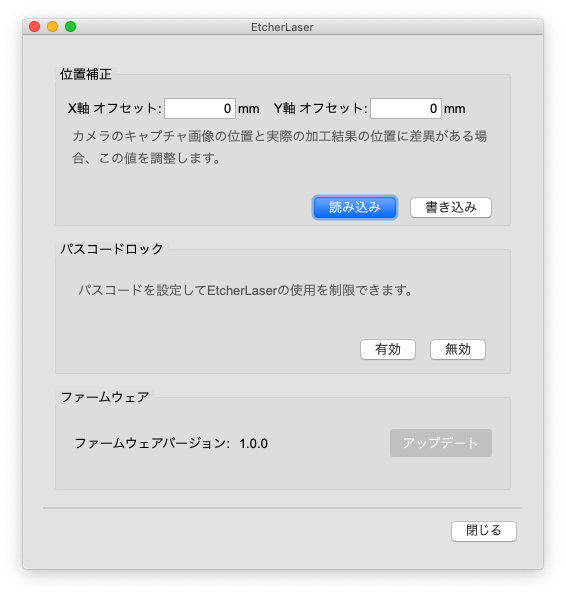 EtcherLaser
位置補正
X軸 オフセット: 0 mm Y軸 オフセット: 0 mm
カメラのキャプチャ画像の位置と実際の加工結果の位置に差異がある場
合、この値を調整します。
読み込み 書き込み
パスコードロック
パスコードを設定してEtcherLaserの使用を制限できます。
有効 無効
ファームウェア
ファームウェアバージョン: 1.0.0 アップデート
閉じる